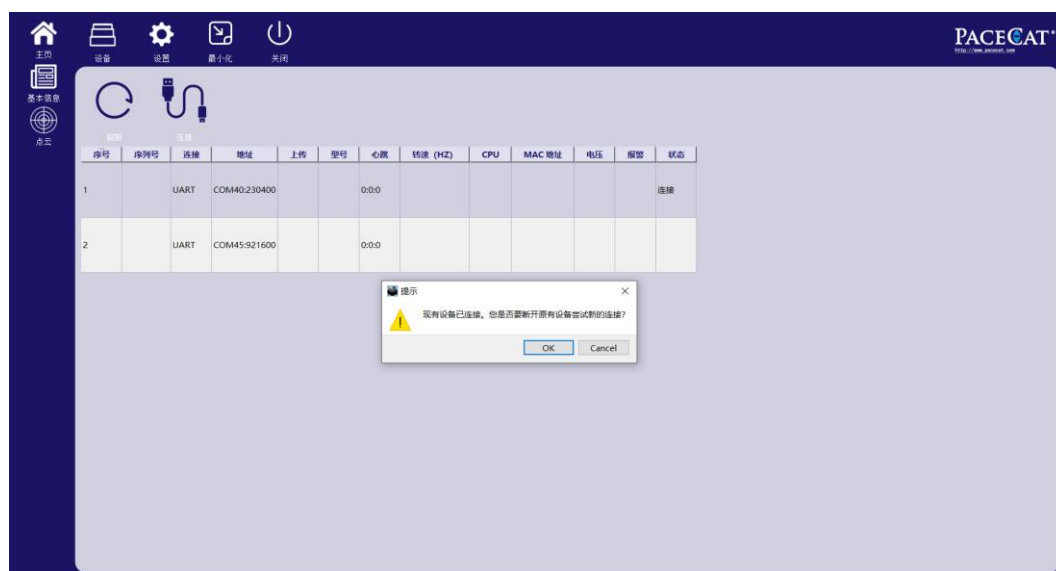 主页
设备
设置
最小化
关闭
PACECAT
http://www.pacecat.com
基本信息
点云
刷新
连接
序号 序列号 连接 地址 上传 型号 心跳 转速 (HZ) CPU MAC 地址 电压 报警 状态
1 UART COM40:230400 0:0:0 连接
2 UART COM45:921600 0:0:0
提示
现有设备已连接，您是否要断开原有设备尝试新的连接?
OK Cancel